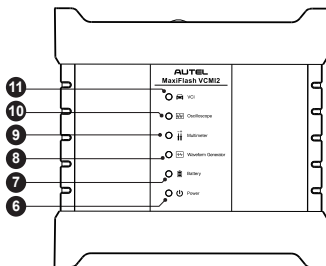 AUTEL
MaxiFlash VCMI2
11 VCI
10 Oscilloscope
9 Multimeter
8 Waveform Generator
7 Battery
6 Power